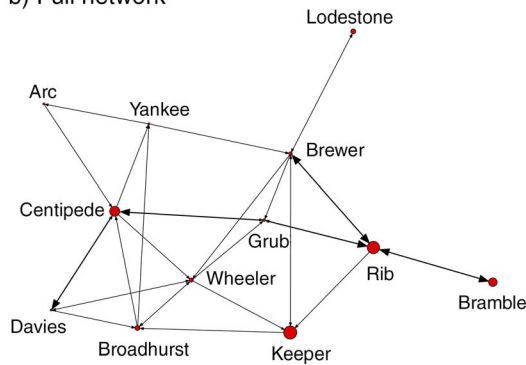 b) Full network
Lodestone
Arc
Yankee
Brewer
Centipede
Grub
Wheeler
Rib
Bramble
Davies
Broadhurst
Keeper